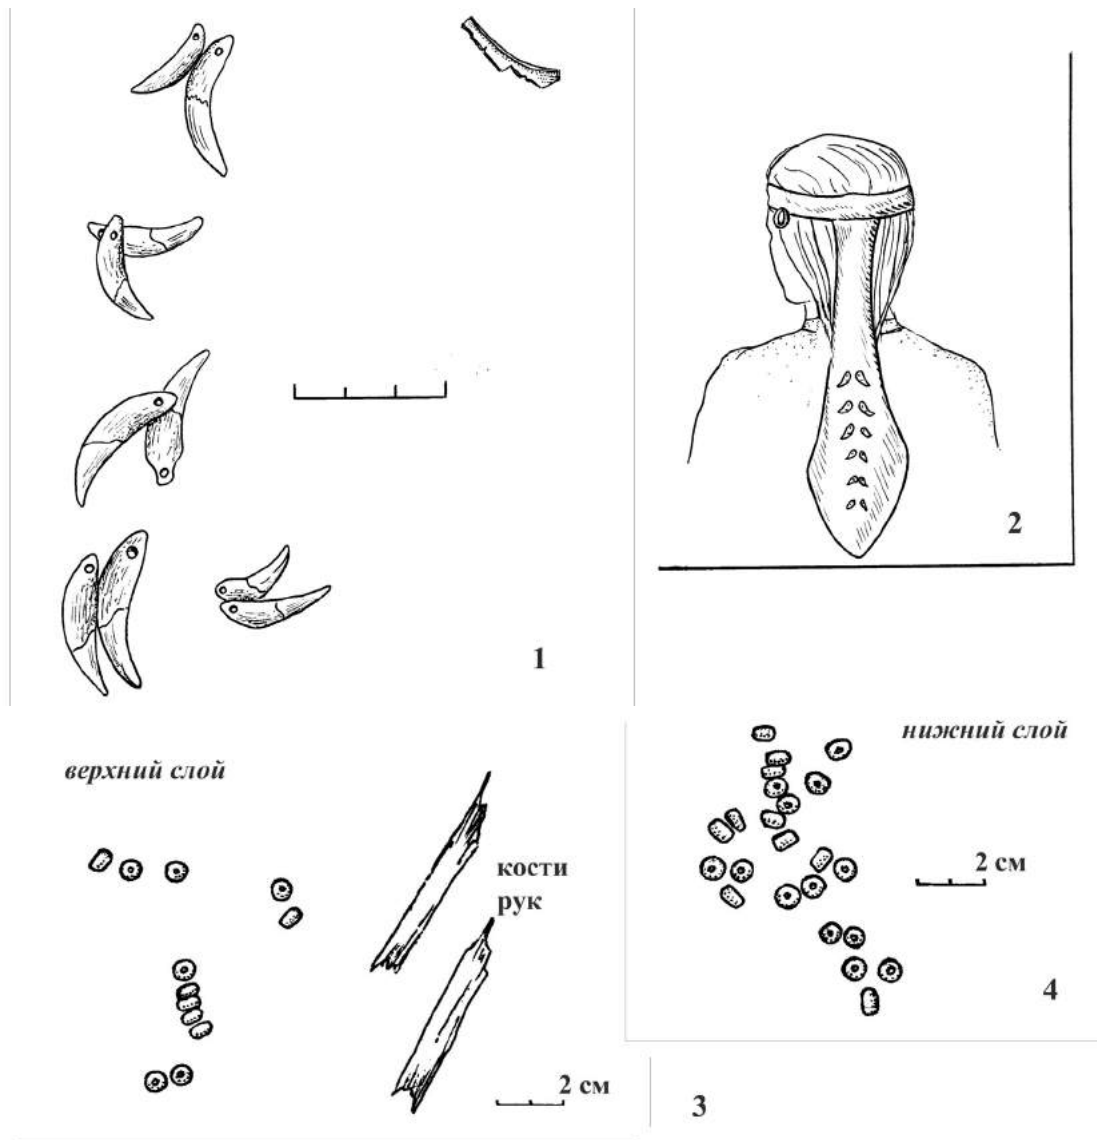 1
2
верхний слой
кости
рук
2 см
3
нижний слой
2 см
4